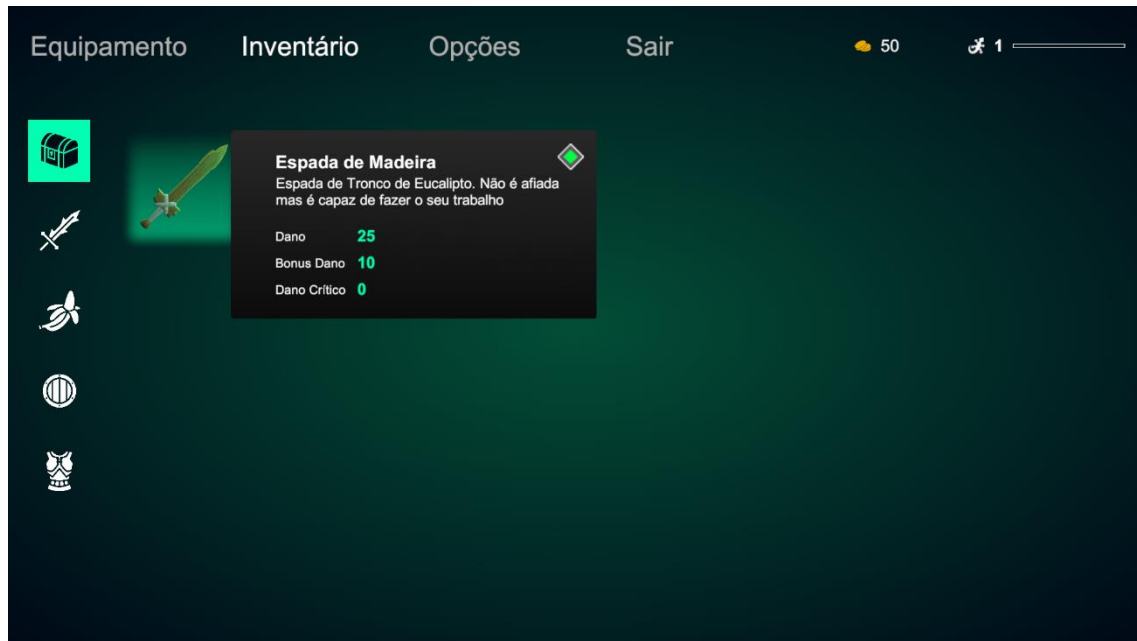 Equipamento Inventário Opções Sair 50 1
Espada de Madeira
Espada de Tronco de Eucalipto. Não é afiada
mas é capaz de fazer o seu trabalho
Dano 25
Bonus Dano 10
Dano Crítico 0